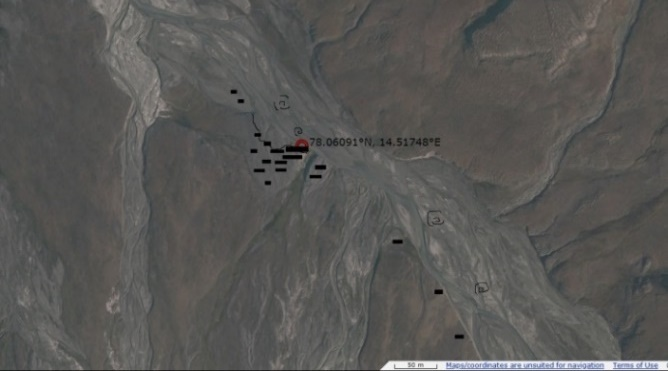 78.06091°N, 14.51748°E
50 m Maps/coordinates are unsuited for navigation Terms of Use